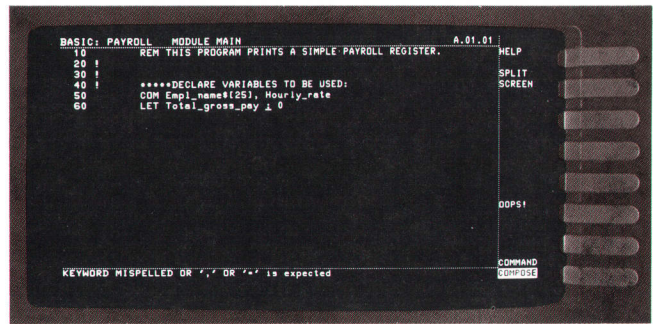 BASIC: PAYROLL MODULE MAIN A.01.01
10 REM THIS PROGRAM PRINTS A SIMPLE PAYROLL REGISTER. HELP
20 !
30 ! SPLIT
40 ! *****DECLARE VARIABLES TO BE USED: SCREEN
50 COM Empl_name$[25], Hourly_rate
60 LET Total_gross_pay : 0
OOPS!
COMMAND
KEYWORD MISPELLED OR ',' OR '=' is expected COMPOSE